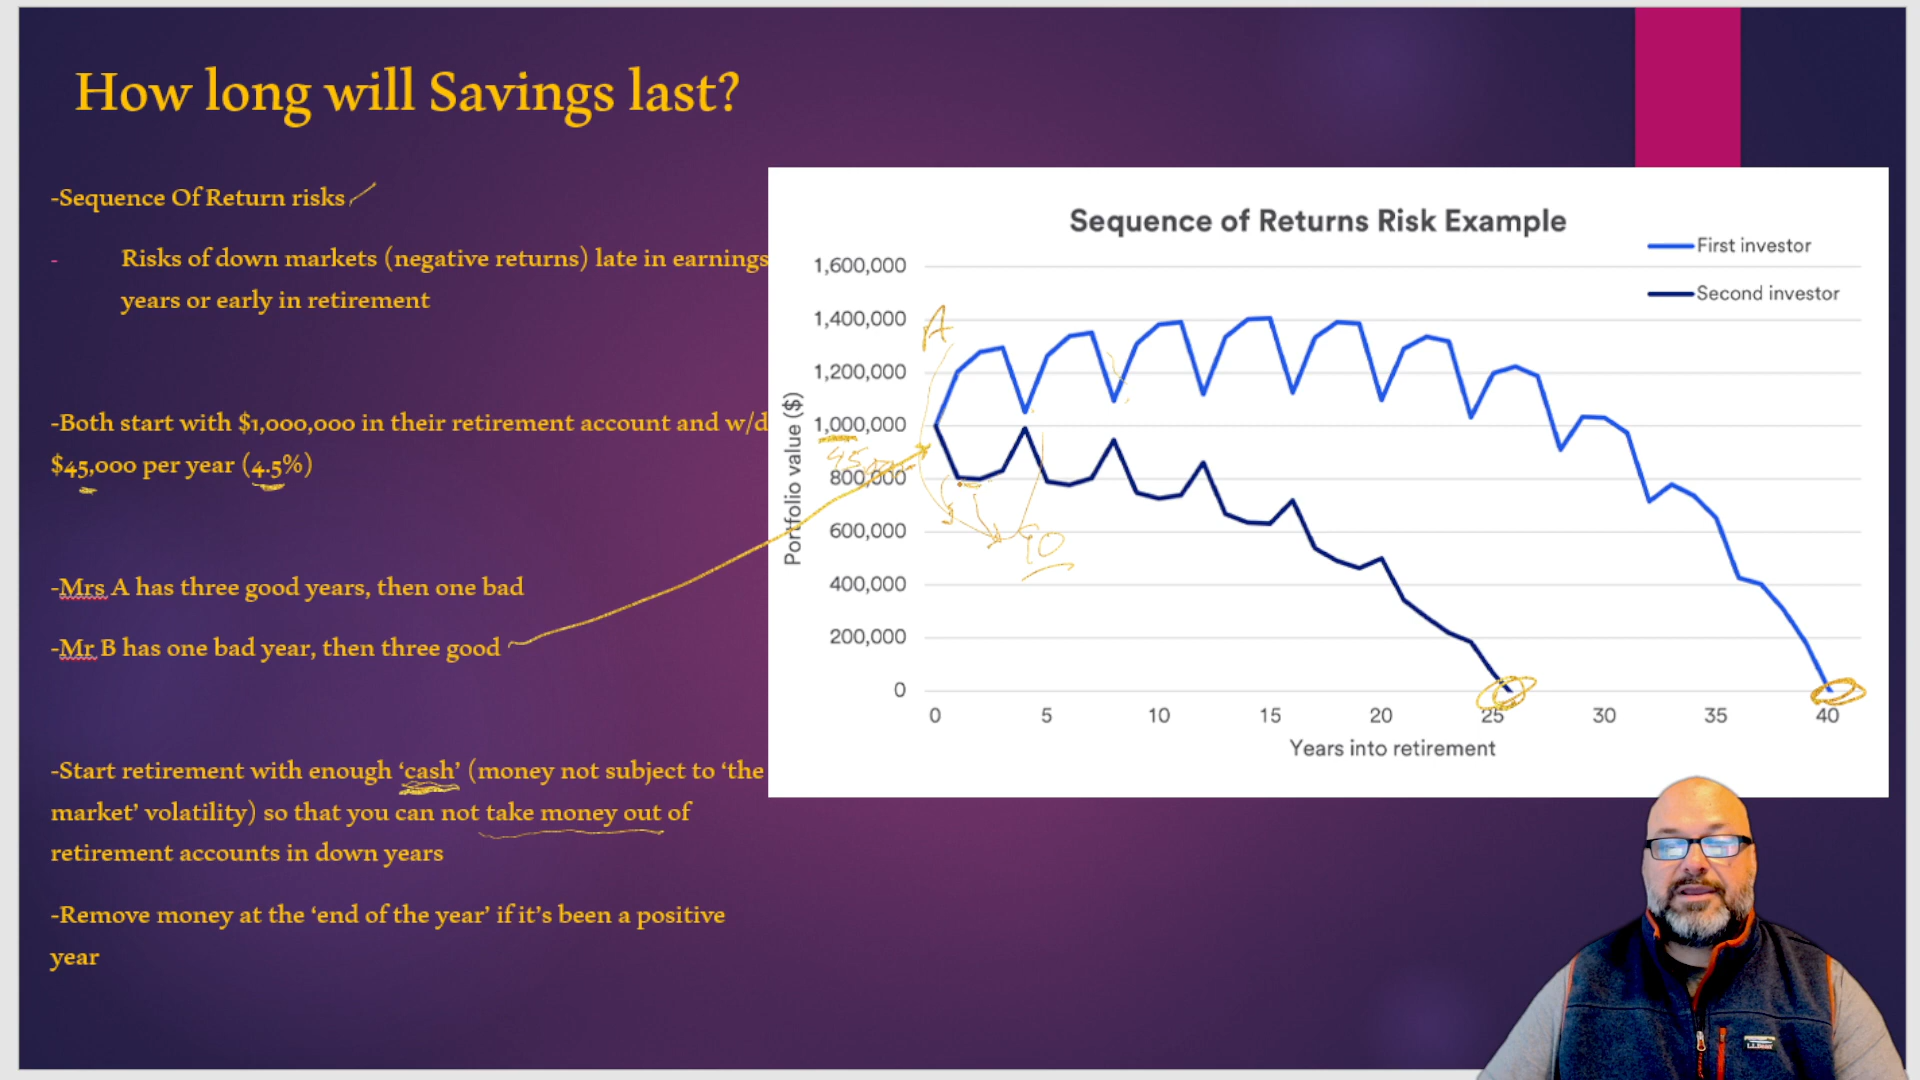 How long will Savings last?
-Sequence Of Return risks
- Risks of down markets (negative returns) late in earnings
years or early in retirement
-Both start with $1,000,000 in their retirement account and w/d
$45,000 per year (4.5%)
-Mrs A has three good years, then one bad
-Mr B has one bad year, then three good
-Start retirement with enough ‘cash’ (money not subject to ‘the
market’ volatility) so that you can not take money out of
retirement accounts in down years
-Remove money at the ‘end of the year’ if it’s been a positive
year
Sequence of Returns Risk Example
First investor
Second investor
Portfolio value ($)
1,600,000
1,400,000
1,200,000
1,000,000
800,000
600,000
400,000
200,000
0
A
45,000
90
0 5 10 15 20 25 30 35 40
Years into retirement
L.L.Bean